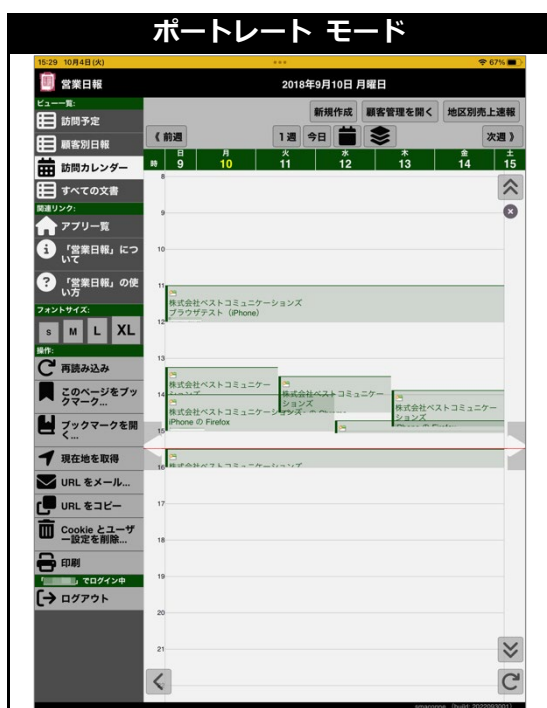 ポートレート モード
15:29 10月4日(火)
67%
営業日報
2018年9月10日 月曜日
ビュー一覧:
訪問予定
顧客別日報
訪問カレンダー
すべての文書
関連リンク:
アプリ一覧
「営業日報」につ
いて
「営業日報」の使
い方
フォントサイズ:
S M L XL
操作:
再読み込み
このページをブッ
クマーク...
ブックマークを開
く...
現在地を取得
URL をメール...
URL をコピー
Cookie とユーザ
ー設定を削除...
印刷
でログイン中
ログアウト
新規作成 顧客管理を開く 地区別売上速報
《 前週 1週 今日 次週 》
時 日 月 火 水 木 金 土
9 10 11 12 13 14 15
8
9
10
11
株式会社ベストコミュニケーションズ
ブラウザテスト（iPhone）
12
13
株式会社ベストコミュニケー
14
株式会社ベストコミュニケー
ションズ
株式会社ベストコミュニケーションズ
iPhone の Firefox
株式会社ベストコミュニケー
ションズ
15
16
株式会社ベストコミュニケーションズ
17
18
19
20
21
(build: 2022093001)